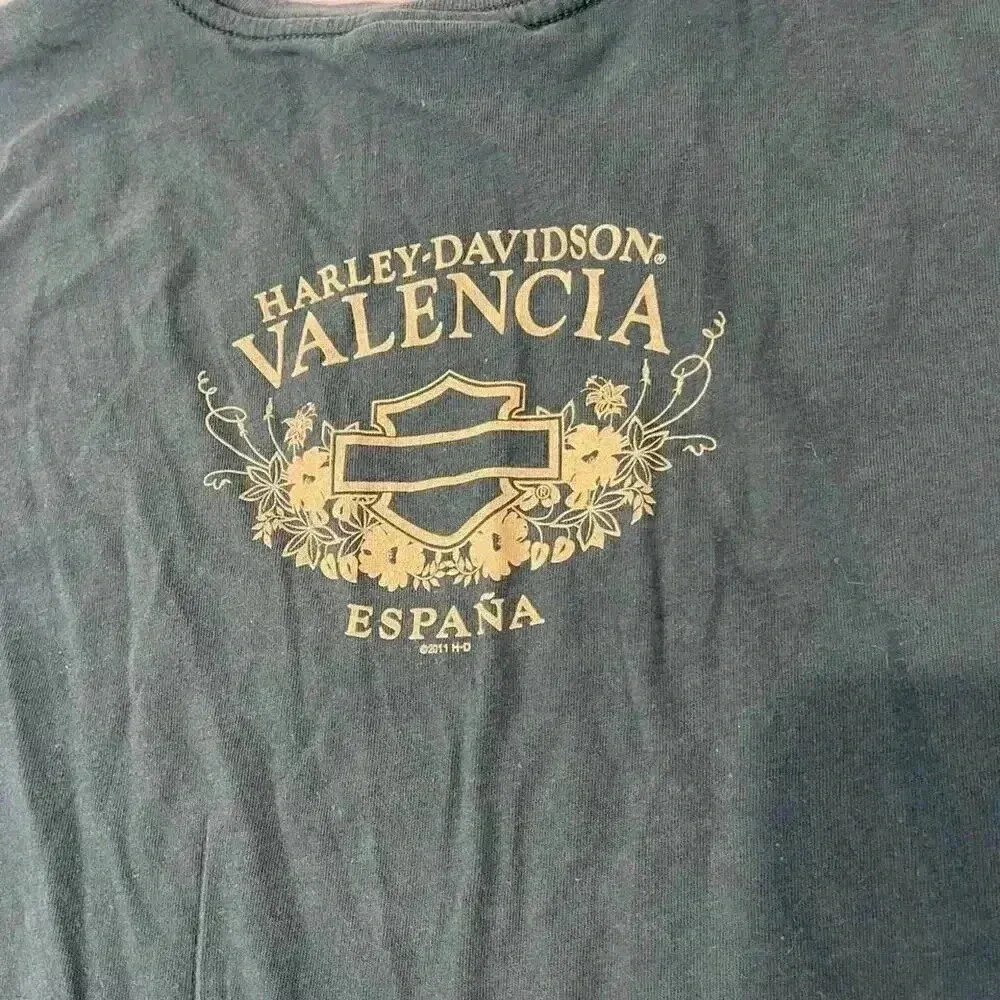 HARLEY-DAVIDSON®
VALENCIA
®
ESPAÑA
©2011 H-D